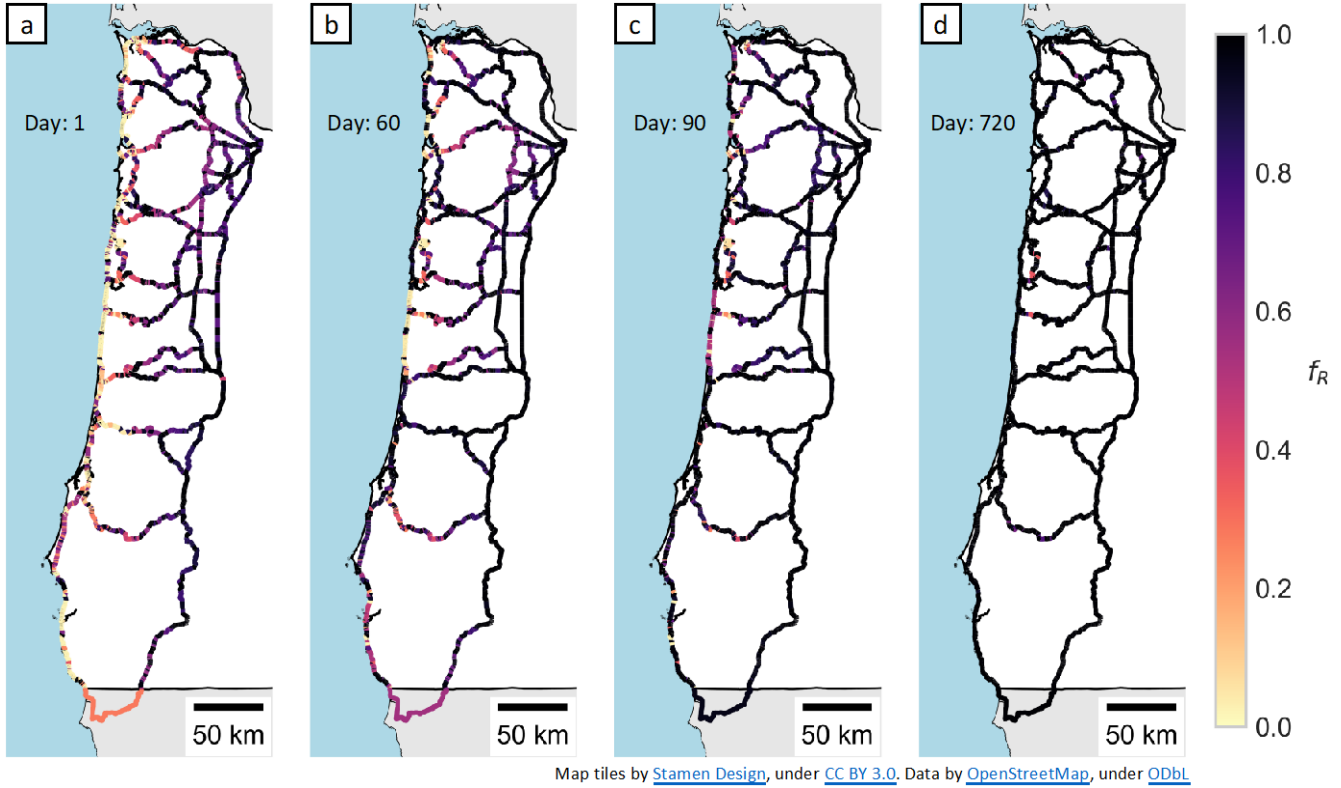 a
b
c
d
Day: 1
Day: 60
Day: 90
Day: 720
1.0
0.8
0.6
0.4
0.2
0.0
f_R
50 km
50 km
50 km
50 km
Map tiles by Stamen Design, under CC BY 3.0. Data by OpenStreetMap, under ODbL